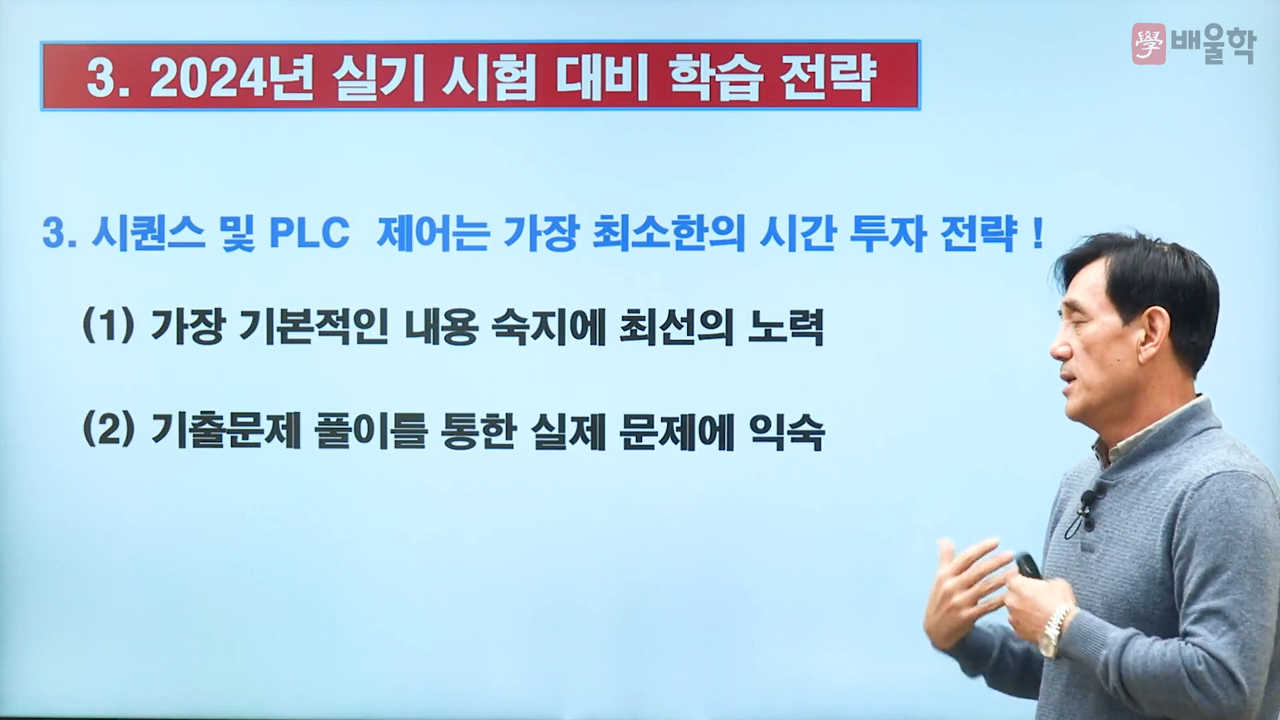 學 배울학
3. 2024년 실기 시험 대비 학습 전략
3. 시퀀스 및 PLC 제어는 가장 최소한의 시간 투자 전략 !
(1) 가장 기본적인 내용 숙지에 최선의 노력
(2) 기출문제 풀이를 통한 실제 문제에 익숙